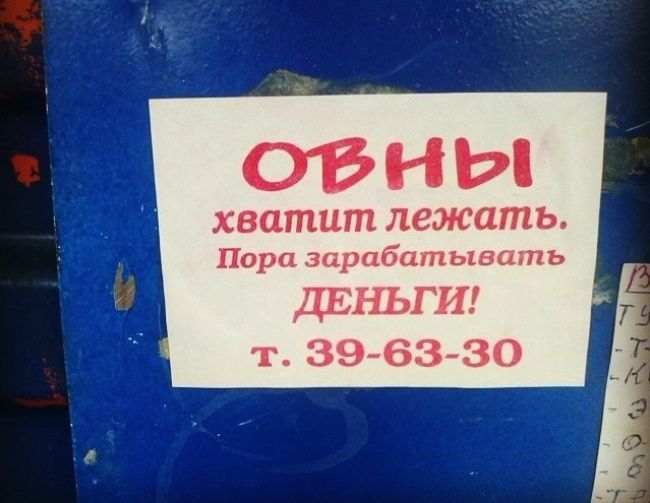 ОВНЫ
хватит лежать.
Пора зарабатывать
ДЕНЬГИ!
т. 39-63-30